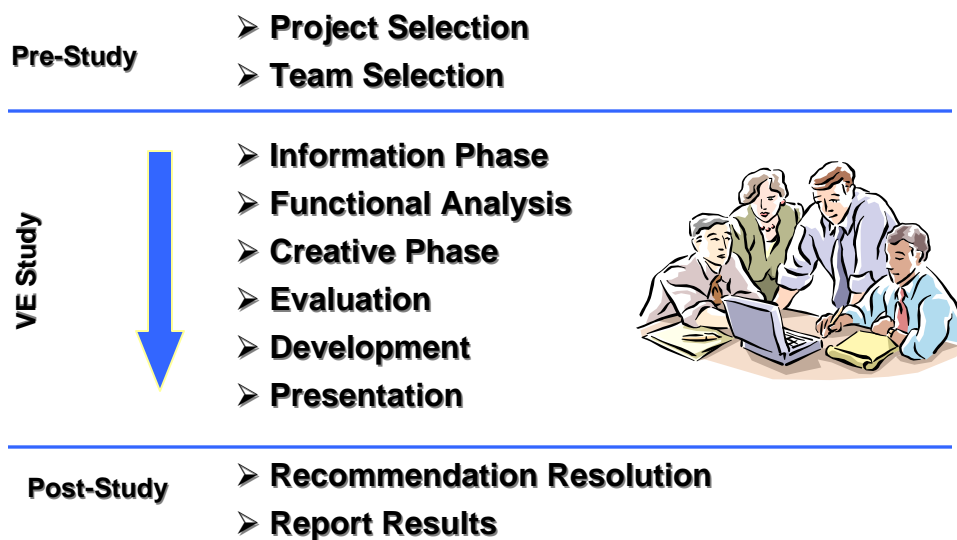 Pre-Study
➢ Project Selection
➢ Team Selection
VE Study
➢ Information Phase
➢ Functional Analysis
➢ Creative Phase
➢ Evaluation
➢ Development
➢ Presentation
Post-Study
➢ Recommendation Resolution
➢ Report Results